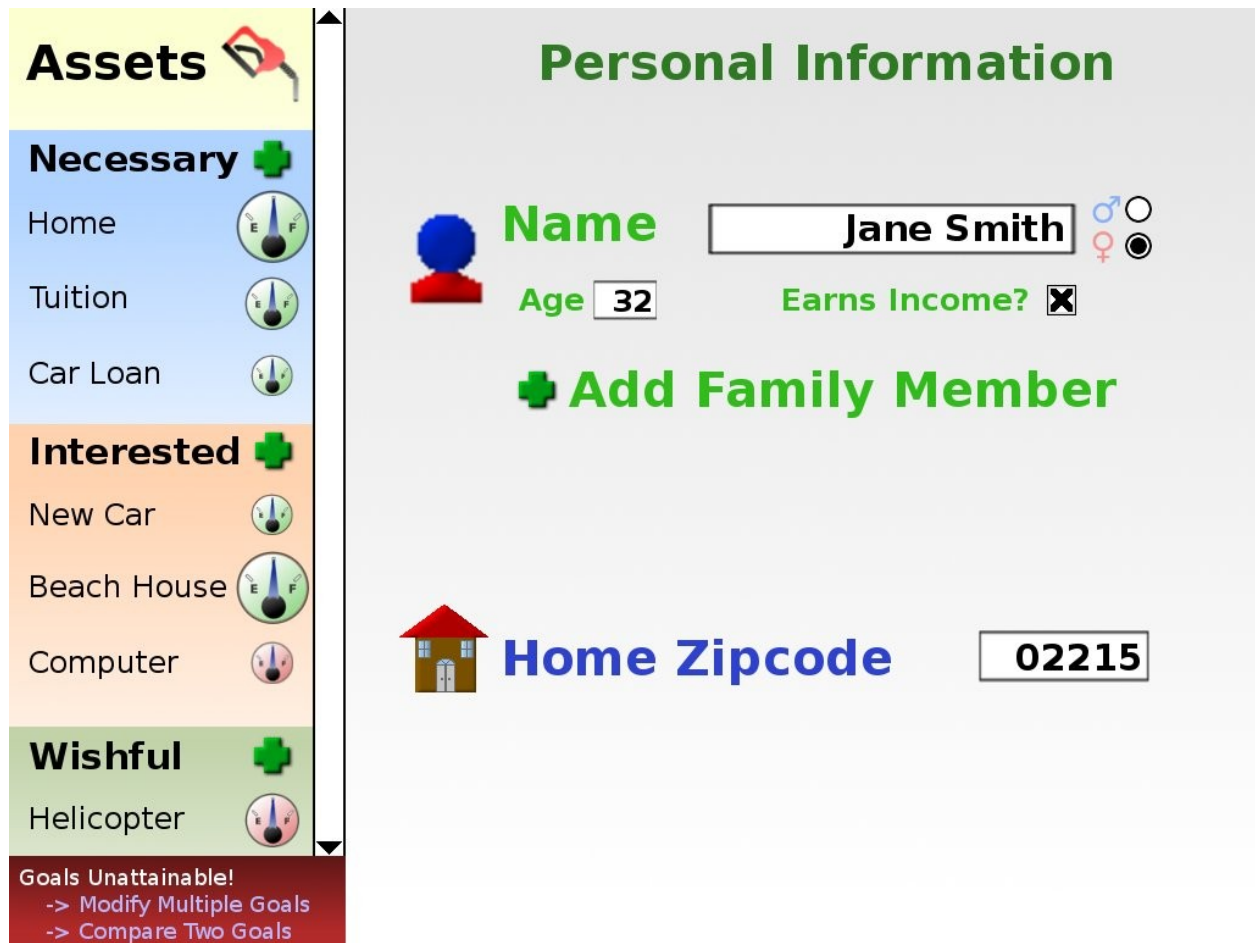 Assets
Necessary
Home
Tuition
Car Loan
Interested
New Car
Beach House
Computer
Wishful
Helicopter
Goals Unattainable!
-> Modify Multiple Goals
-> Compare Two Goals
Personal Information
Name Jane Smith
Age 32 Earns Income?
Add Family Member
Home Zipcode 02215